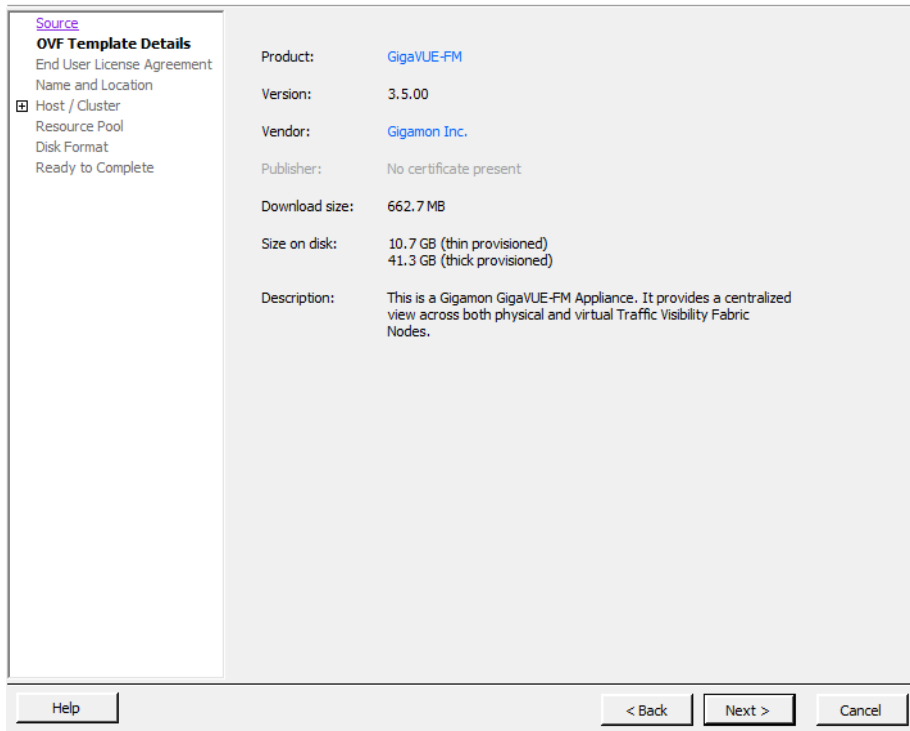 Source
OVF Template Details
End User License Agreement
Name and Location
Host / Cluster
Resource Pool
Disk Format
Ready to Complete
Product: GigaVUE-FM
Version: 3.5.00
Vendor: Gigamon Inc.
Publisher: No certificate present
Download size: 662.7 MB
Size on disk: 10.7 GB (thin provisioned)
41.3 GB (thick provisioned)
Description: This is a Gigamon GigaVUE-FM Appliance. It provides a centralized
view across both physical and virtual Traffic Visibility Fabric
Nodes.
Help < Back Next > Cancel